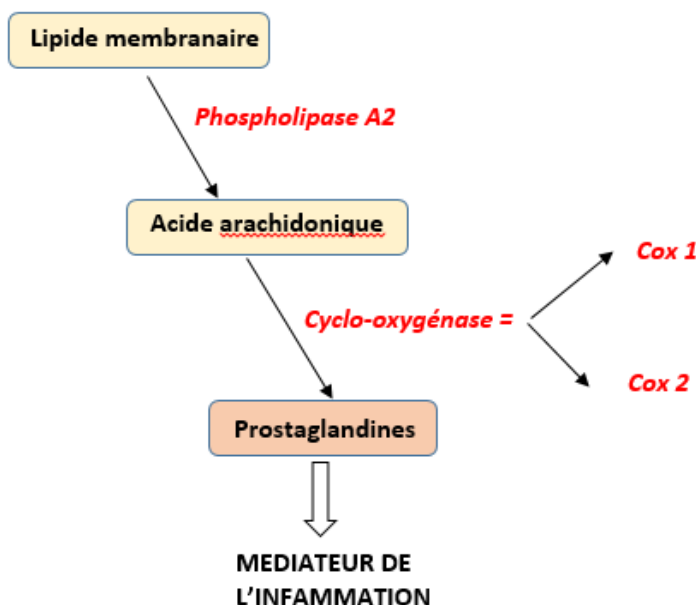 Lipide membranaire
Phospholipase A2
Acide arachidonique
Cox 1
Cyclo-oxygénase =
Cox 2
Prostaglandines
MEDIATEUR DE
L'INFAMMATION